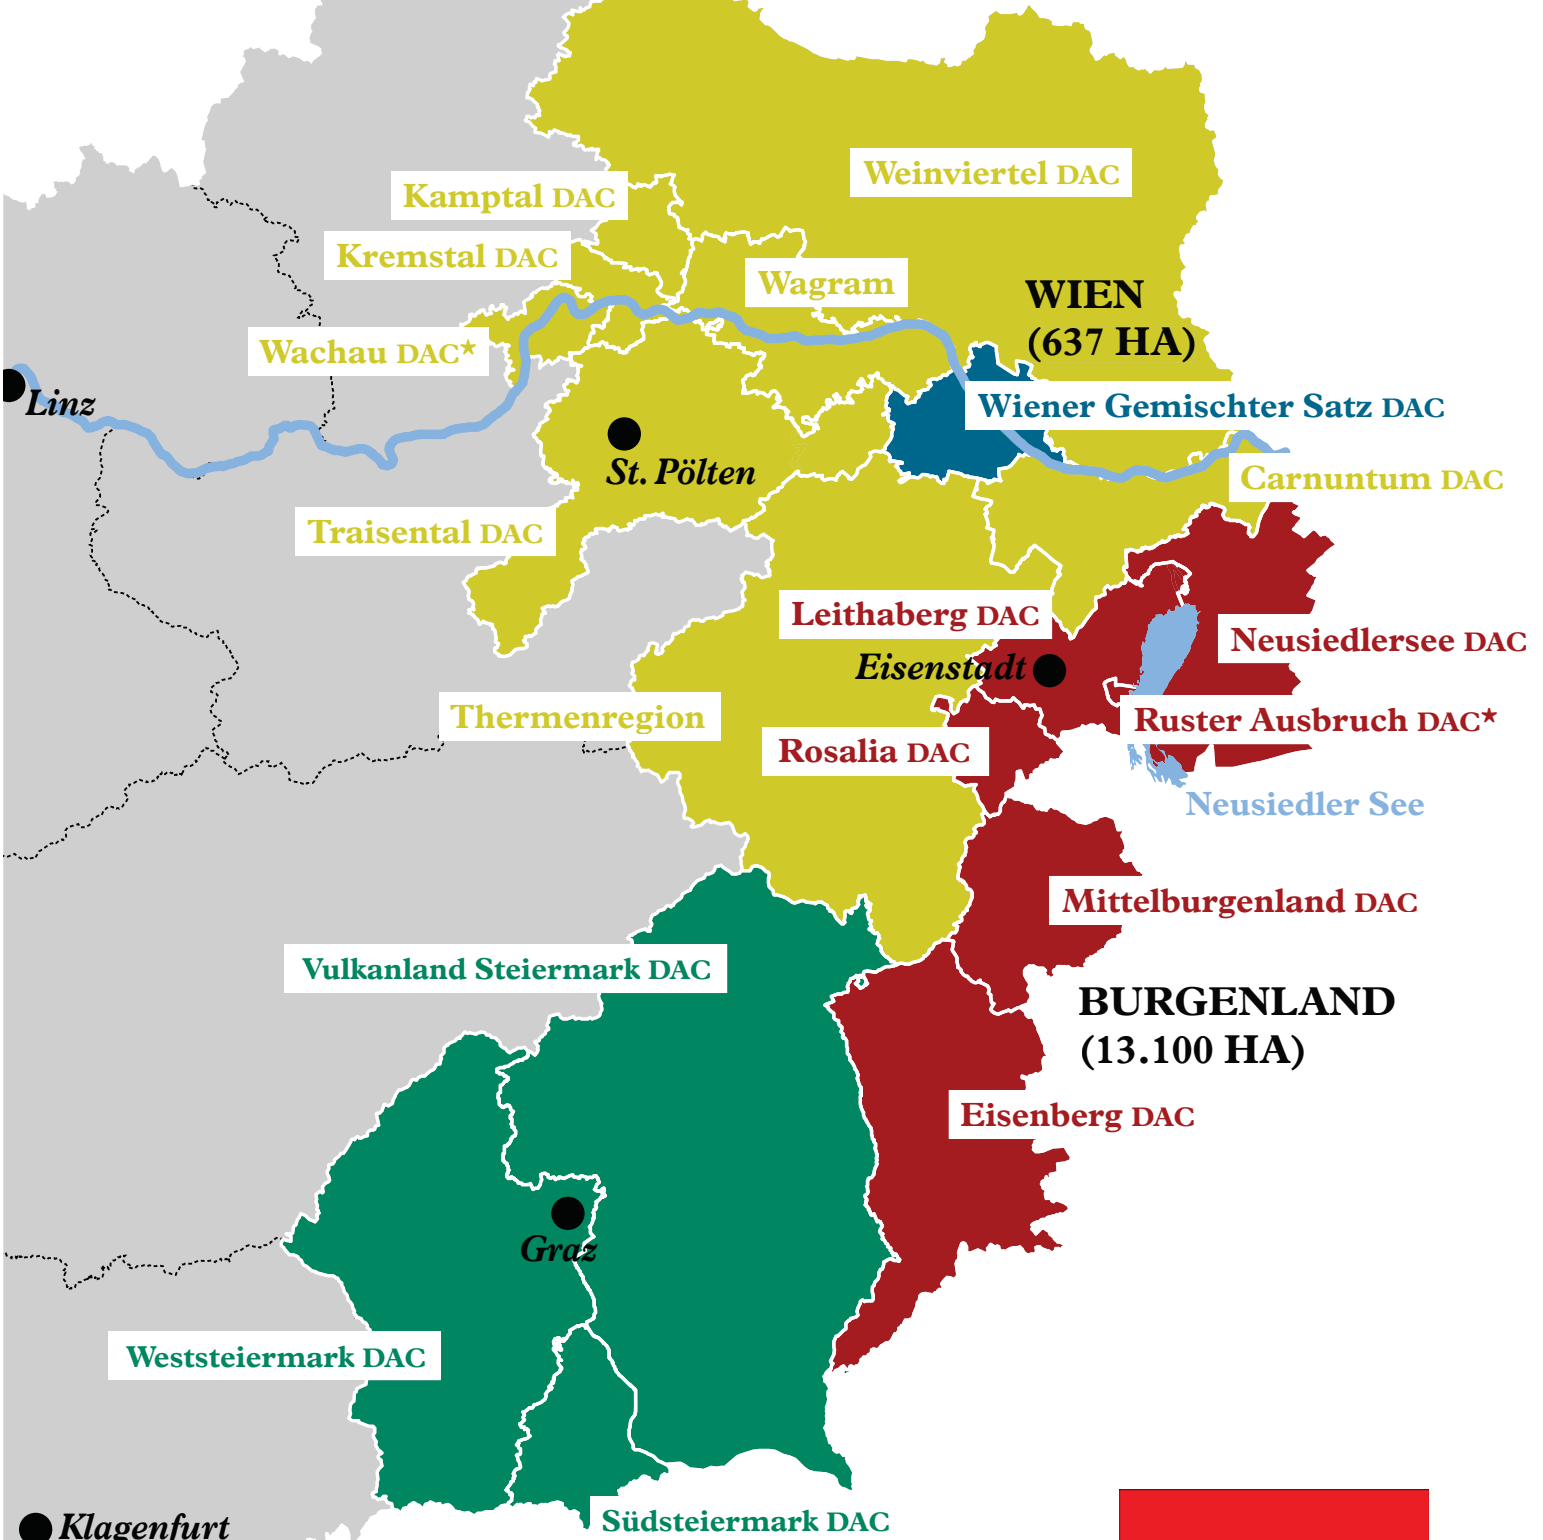 Weinviertel DAC
Kamptal DAC
Kremstal DAC
Wagram
WIEN
(637 HA)
Wachau DAC★
Linz
Wiener Gemischter Satz DAC
St. Pölten
Carnuntum DAC
Traisental DAC
Leithaberg DAC
Neusiedlersee DAC
Eisenstadt
Thermenregion
Ruster Ausbruch DAC★
Rosalia DAC
Neusiedler See
Mittelburgenland DAC
Vulkanland Steiermark DAC
BURGENLAND
(13.100 HA)
Eisenberg DAC
Graz
Weststeiermark DAC
Südsteiermark DAC
Klagenfurt